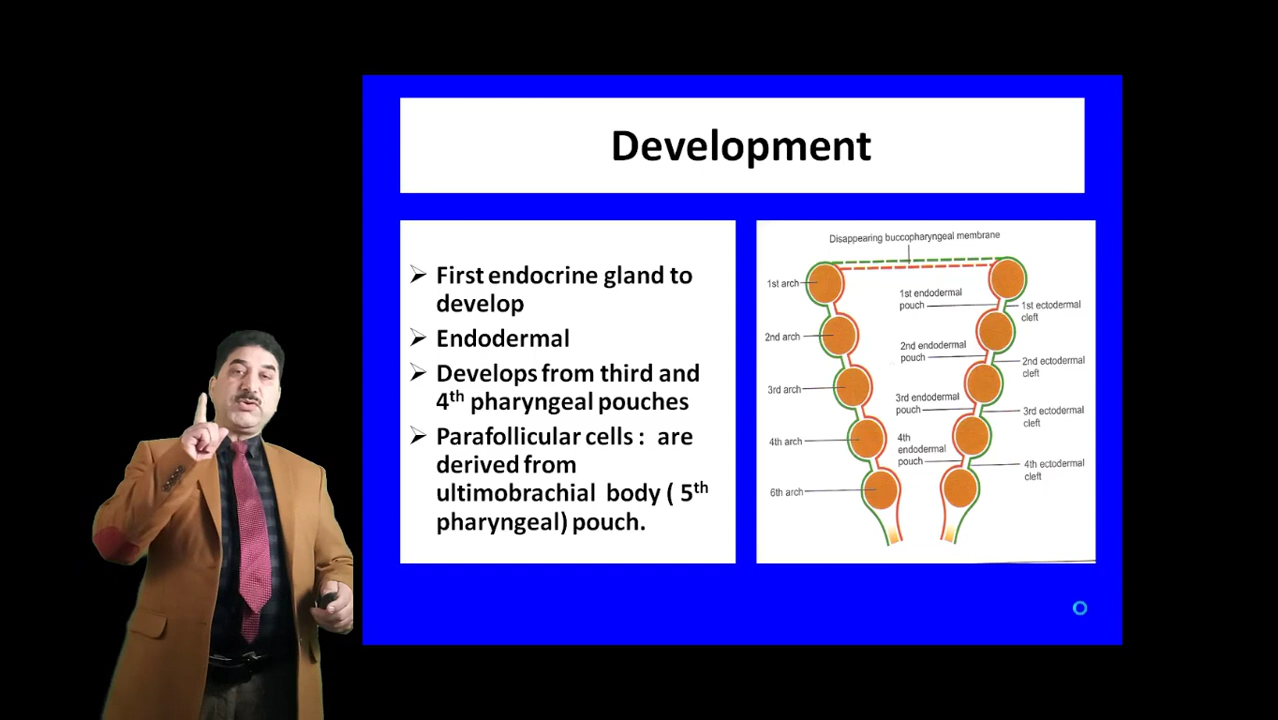 Development
➢ First endocrine gland to
develop
➢ Endodermal
➢ Develops from third and
4th pharyngeal pouches
➢ Parafollicular cells : are
derived from
ultimobrachial body ( 5th
pharyngeal) pouch.
Disappearing buccopharyngeal membrane
1st arch
2nd arch
3rd arch
4th arch
6th arch
1st endodermal
pouch
2nd endodermal
pouch
3rd endodermal
pouch
4th
endodermal
pouch
1st ectodermal
cleft
2nd ectodermal
cleft
3rd ectodermal
cleft
4th ectodermal
cleft